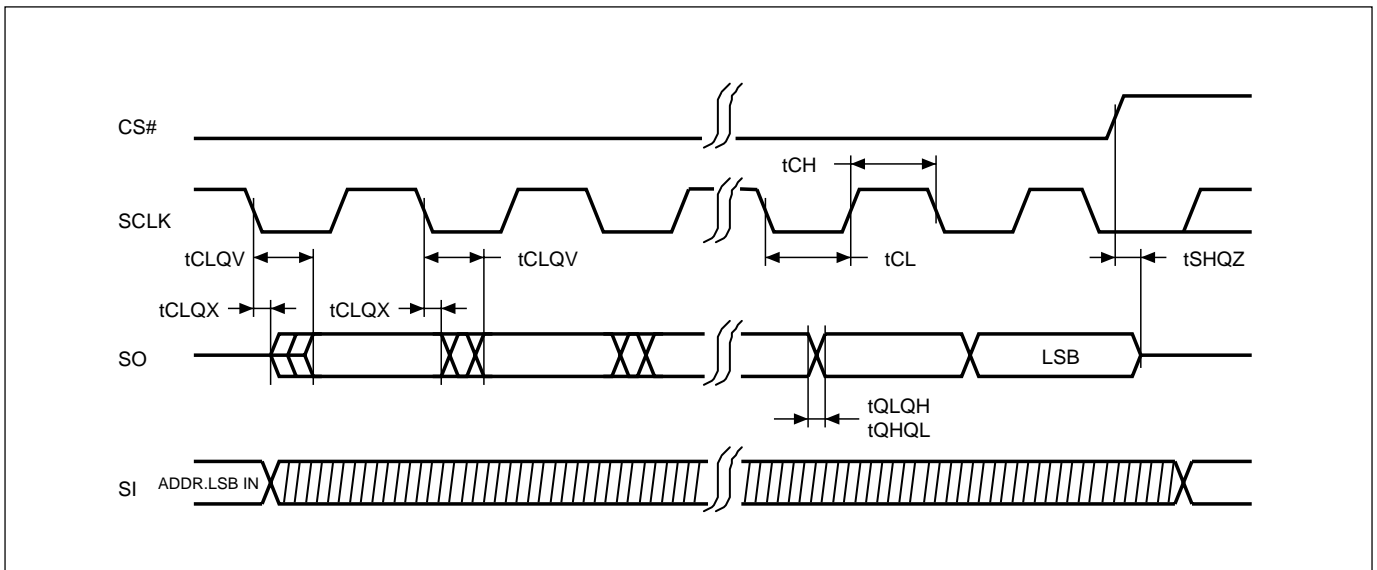 CS#
tCH
SCLK
tCLQV
tCLQV
tCL
tSHQZ
tCLQX
tCLQX
SO
LSB
tQLQH
tQHQL
SI
ADDR.LSB IN